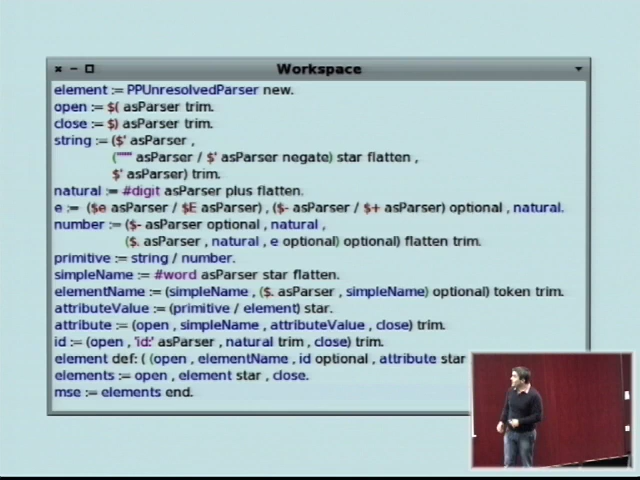 Workspace
element := PPUnresolvedParser new.
open := $( asParser trim.
close := $) asParser trim.
string := ($' asParser ,
('''''' asParser / $' asParser negate) star flatten ,
$' asParser) trim.
natural := #digit asParser plus flatten.
e := ($e asParser / $E asParser) , ($- asParser / $+ asParser) optional , natural.
number := ($- asParser optional , natural ,
($. asParser , natural , e optional) optional) flatten trim.
primitive := string / number.
simpleName := #word asParser star flatten.
elementName := (simpleName , ($. asParser , simpleName) optional) token trim.
attributeValue := (primitive / element) star.
attribute := (open , simpleName , attributeValue , close) trim.
id := (open , 'id:' asParser , natural trim , close) trim.
element def: ( (open , elementName , id optional , attribute star
elements := open , element star , close.
mse := elements end.